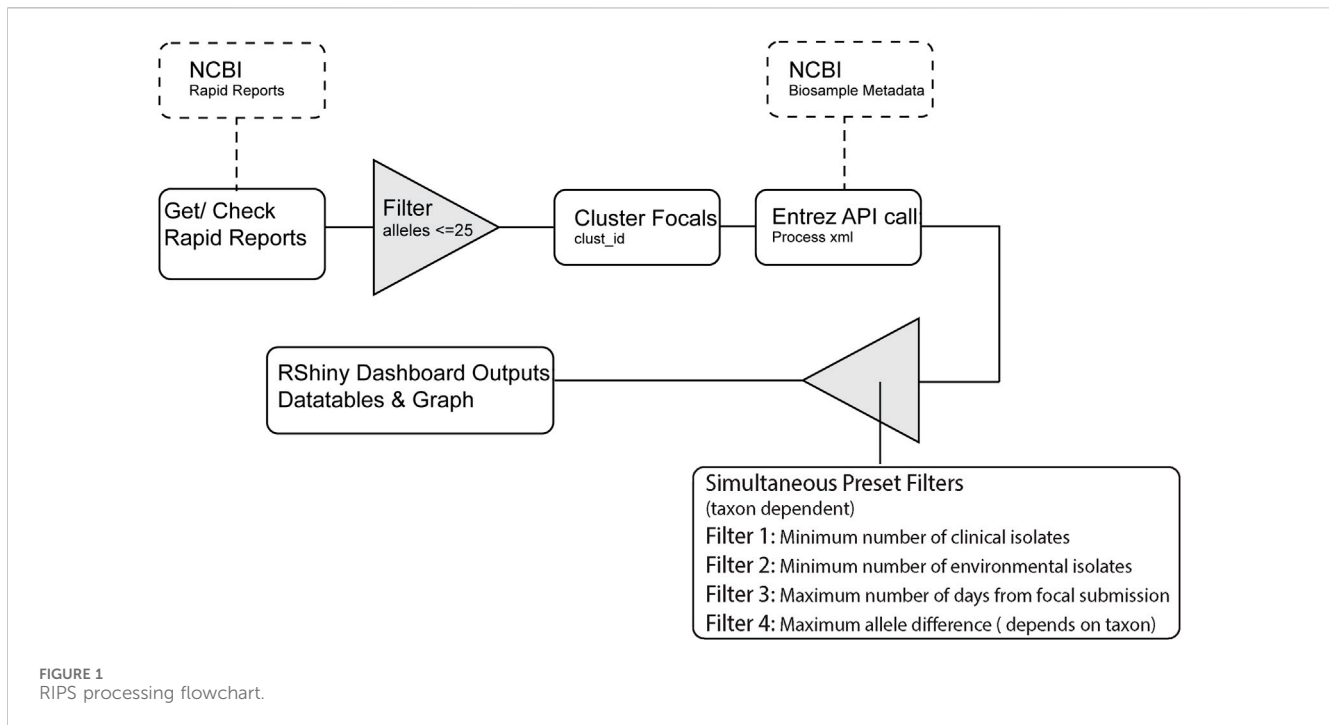 NCBI
Rapid Reports
NCBI
Biosample Metadata
Get/ Check
Rapid Reports
Filter
alleles <=25
Cluster Focals
clust_id
Entrez API call:
Process xml
RShiny Dashboard Outputs
Datatables & Graph
Simultaneous Preset Filters
(taxon dependent)
Filter 1: Minimum number of clinical isolates
Filter 2: Minimum number of environmental isolates
Filter 3: Maximum number of days from focal submission
Filter 4: Maximum allele difference ( depends on taxon)
FIGURE 1
RIPS processing flowchart.